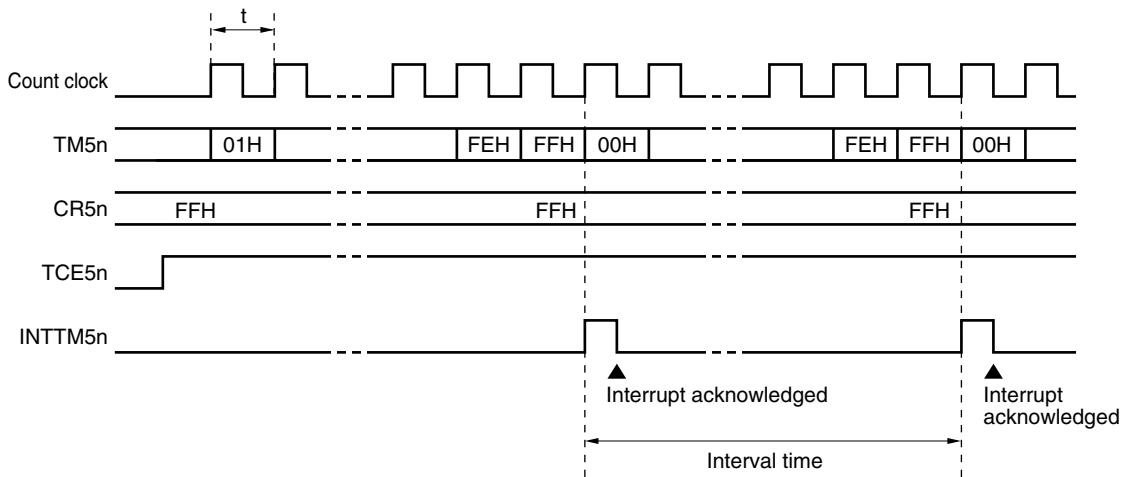 t
Count clock
TM5n 01H FEH FFH 00H FEH FFH 00H
CR5n FFH FFH FFH
TCE5n
INTTM5n
Interrupt acknowledged Interrupt
acknowledged
Interval time